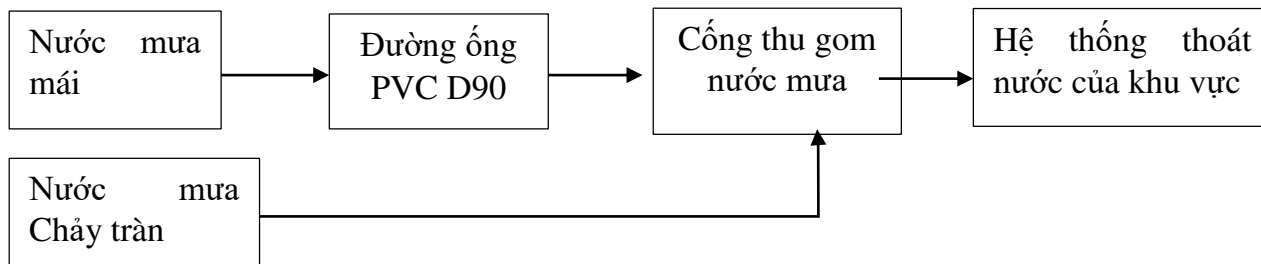 Nước mưa
mái
Đường ống
PVC D90
Cống thu gom
nước mưa
Hệ thống thoát
nước của khu vực
Nước mưa
Chảy tràn